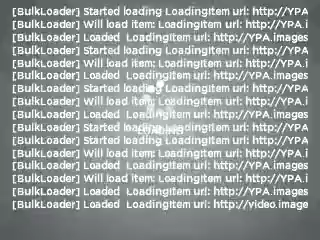 [BulkLoader] Started loading LoadingItem url: http://YPA
[BulkLoader] Will load item: LoadingItem url: http://YPA.i
[BulkLoader] Loaded LoadingItem url: http://YPA.images
[BulkLoader] Started loading LoadingItem url: http://YPA
[BulkLoader] Will load item: LoadingItem url: http://YPA.i
[BulkLoader] Loaded LoadingItem url: http://YPA.images
[BulkLoader] Started loading LoadingItem url: http://YPA
[BulkLoader] Will load item: LoadingItem url: http://YPA.i
[BulkLoader] Loaded LoadingItem url: http://YPA.images
[BulkLoader] Started loading LoadingItem url: http://YPA
LOADING
[BulkLoader] Started loading LoadingItem url: http://YPA
[BulkLoader] Will load item: LoadingItem url: http://YPA.i
[BulkLoader] Loaded LoadingItem url: http://YPA.images
[BulkLoader] Loaded LoadingItem url: http://YPA.images
[BulkLoader] Loaded LoadingItem url: http://YPA.images
[BulkLoader] Loaded LoadingItem url: http://video.image